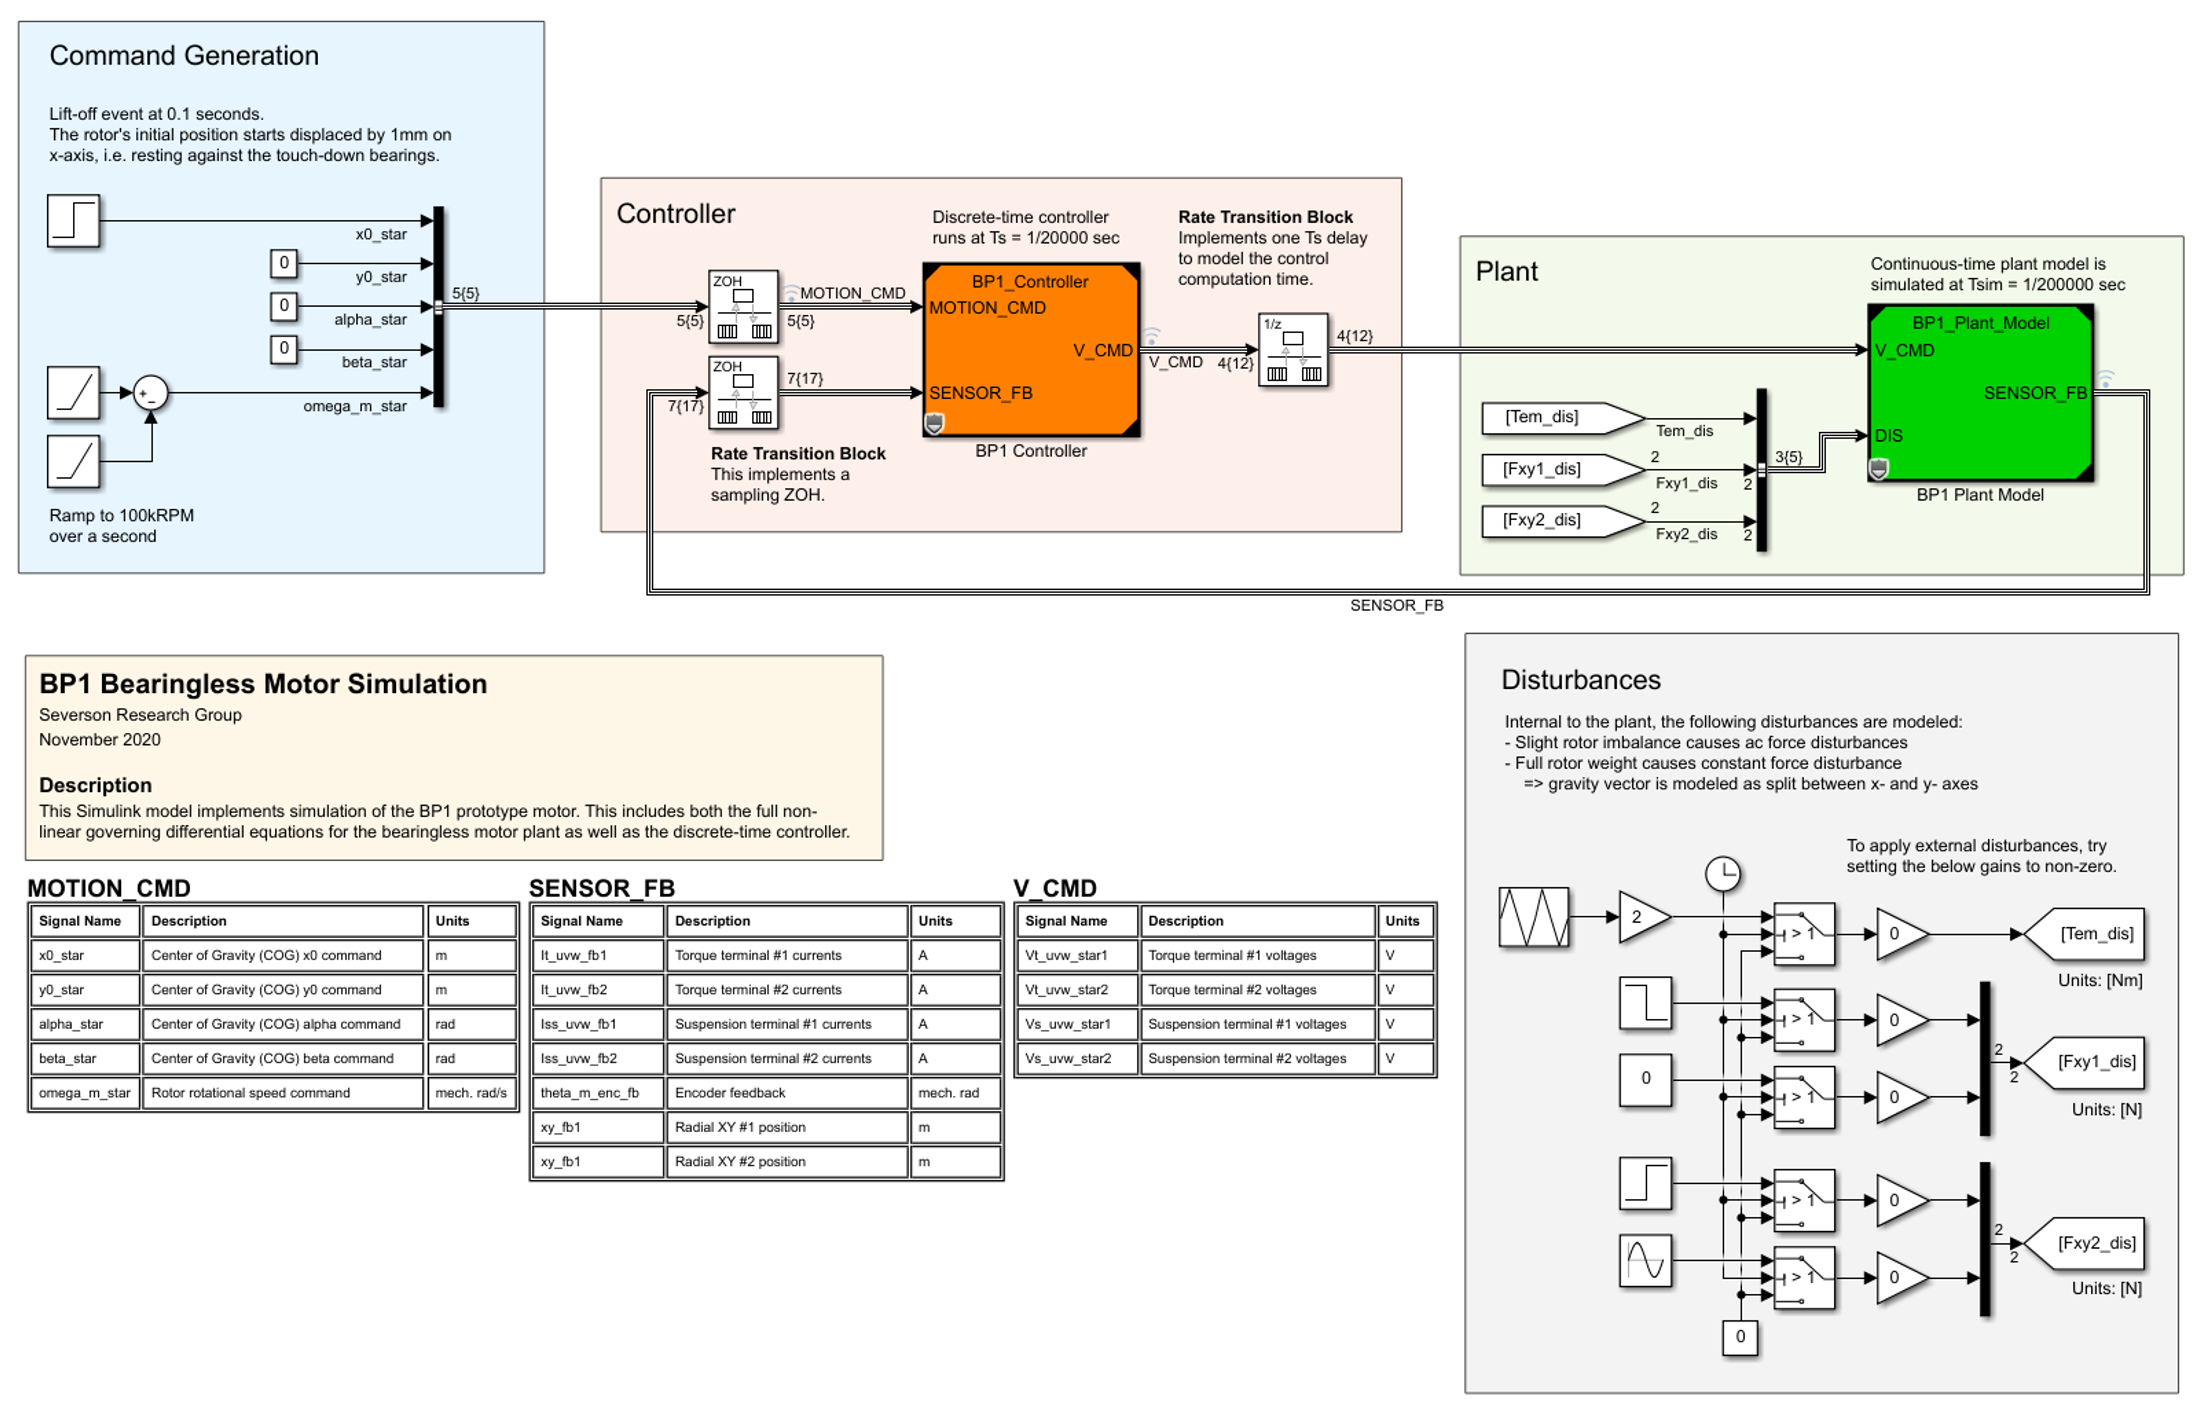 Command Generation
Lift-off event at 0.1 seconds.
The rotor's initial position starts displaced by 1mm on
x-axis, i.e. resting against the touch-down bearings.
x0_star
0
y0_star
0
alpha_star
0
beta_star
+
−
omega_m_star
Ramp to 100kRPM
over a second
5{5}
Controller
ZOH
5{5}
MOTION_CMD
5{5}
ZOH
7{17}
7{17}
Rate Transition Block
This implements a
sampling ZOH.
Discrete-time controller
runs at Ts = 1/20000 sec
BP1_Controller
MOTION_CMD
V_CMD
SENSOR_FB
BP1 Controller
Rate Transition Block
Implements one Ts delay
to model the control
computation time.
V_CMD
4{12}
1/z
4{12}
Plant
Continuous-time plant model is
simulated at Tsim = 1/200000 sec
BP1_Plant_Model
V_CMD
SENSOR_FB
DIS
BP1 Plant Model
[Tem_dis]
Tem_dis
[Fxy1_dis]
2
Fxy1_dis
2
[Fxy2_dis]
2
Fxy2_dis
2
3{5}
SENSOR_FB
BP1 Bearingless Motor Simulation
Severson Research Group
November 2020
Description
This Simulink model implements simulation of the BP1 prototype motor. This includes both the full non-
linear governing differential equations for the bearingless motor plant as well as the discrete-time controller.
MOTION_CMD
Signal Name Description Units
x0_star Center of Gravity (COG) x0 command m
y0_star Center of Gravity (COG) y0 command m
alpha_star Center of Gravity (COG) alpha command rad
beta_star Center of Gravity (COG) beta command rad
omega_m_star Rotor rotational speed command mech. rad/s
SENSOR_FB
Signal Name Description Units
It_uvw_fb1 Torque terminal #1 currents A
It_uvw_fb2 Torque terminal #2 currents A
Iss_uvw_fb1 Suspension terminal #1 currents A
Iss_uvw_fb2 Suspension terminal #2 currents A
theta_m_enc_fb Encoder feedback mech. rad
xy_fb1 Radial XY #1 position m
xy_fb1 Radial XY #2 position m
V_CMD
Signal Name Description Units
Vt_uvw_star1 Torque terminal #1 voltages V
Vt_uvw_star2 Torque terminal #2 voltages V
Vs_uvw_star1 Suspension terminal #1 voltages V
Vs_uvw_star2 Suspension terminal #2 voltages V
Disturbances
Internal to the plant, the following disturbances are modeled:
- Slight rotor imbalance causes ac force disturbances
- Full rotor weight causes constant force disturbance
=> gravity vector is modeled as split between x- and y- axes
To apply external disturbances, try
setting the below gains to non-zero.
2
> 1
0
[Tem_dis]
Units: [Nm]
> 1
0
2
2
[Fxy1_dis]
0
> 1
0
Units: [N]
> 1
0
2
2
[Fxy2_dis]
> 1
0
Units: [N]
0